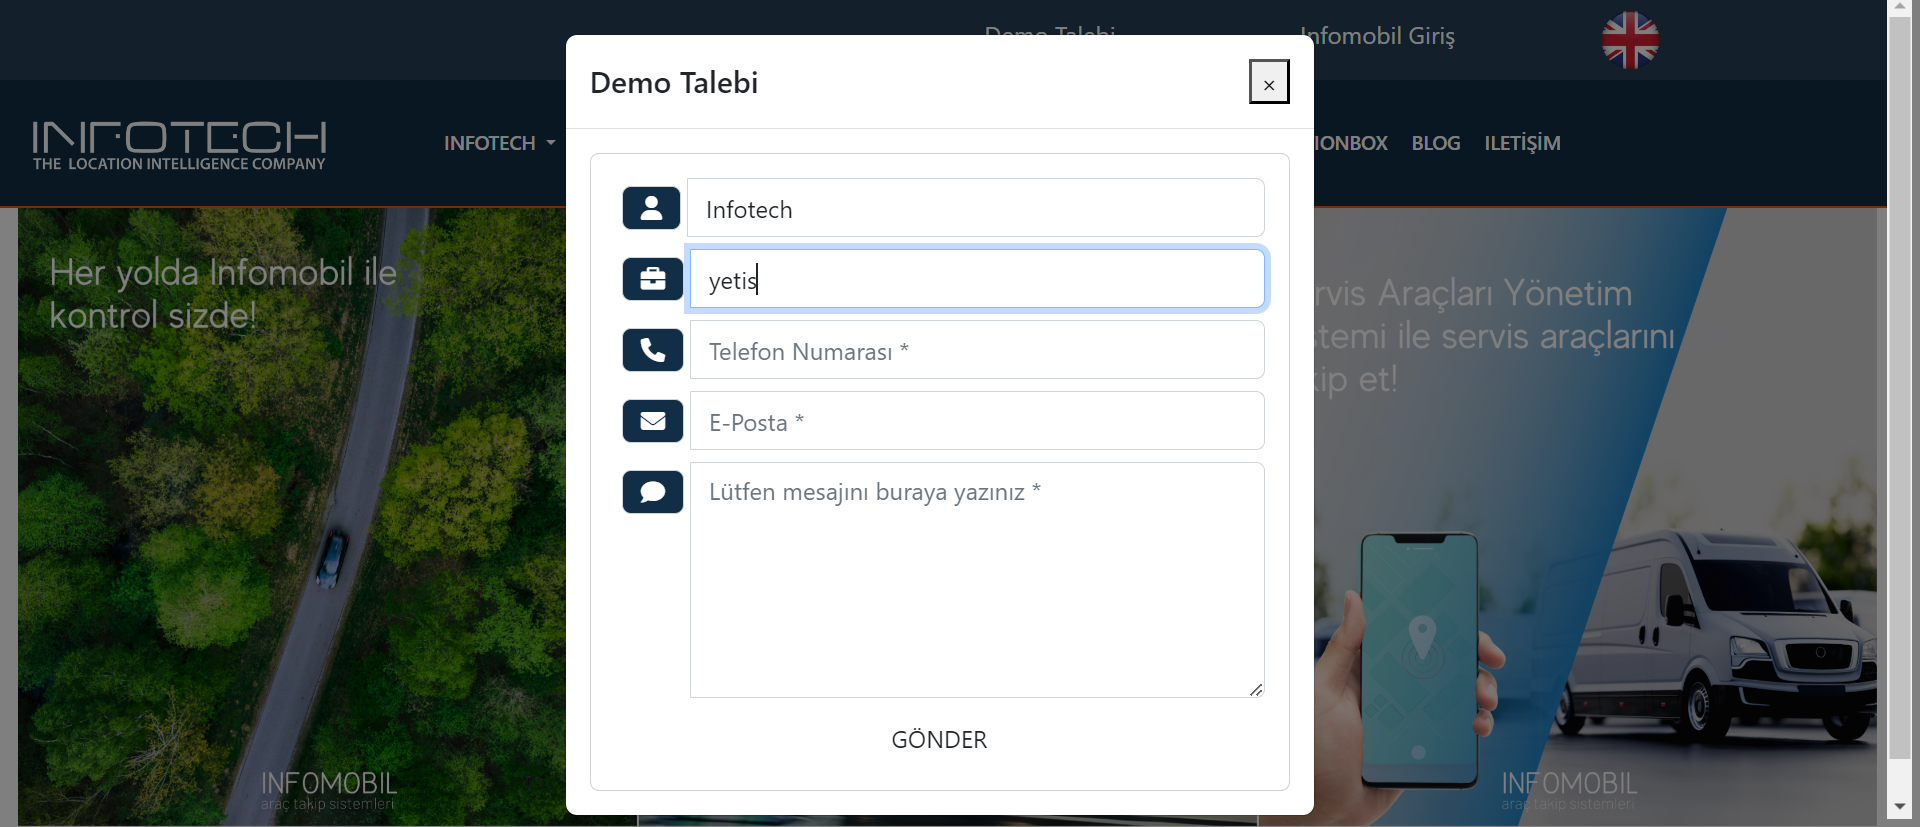 Demo Talebi
Infomobil Giriş
INFOTECH
THE LOCATION INTELLIGENCE COMPANY
INFOTECH
IONBOX
BLOG
ILETİŞİM
Demo Talebi
×
Infotech
yetis
Telefon Numarası *
E-Posta *
Lütfen mesajını buraya yazınız *
GÖNDER
Her yolda Infomobil ile
kontrol sizde!
INFOMOBIL
araç takip sistemleri
rvis Araçları Yönetim
stemi ile servis araçlarını
kip et!
INFOMOBIL
araç takip sistemleri